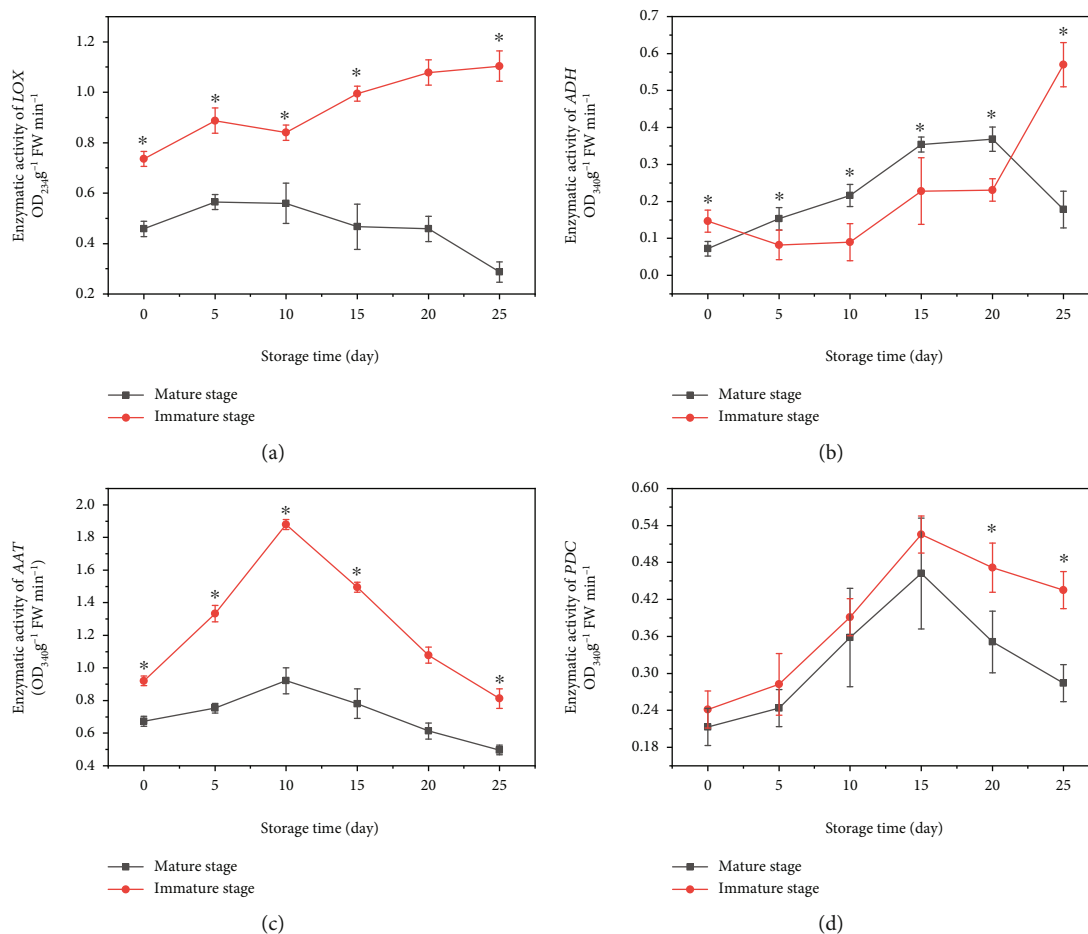 Enzymatic activity of LOX
OD₂₃₄g⁻¹ FW min⁻¹
1.2
1.0
0.8
0.6
0.4
0.2
* * * * *
0 5 10 15 20 25
Storage time (day)
Mature stage
Immature stage
(a)
Enzymatic activity of ADH
OD₃₄₀g⁻¹ FW min⁻¹
0.7
0.6
0.5
0.4
0.3
0.2
0.1
0.0
* * * * * *
0 5 10 15 20 25
Storage time (day)
Mature stage
Immature stage
(b)
Enzymatic activity of AAT
(OD₃₄₀g⁻¹ FW min⁻¹)
2.0
1.8
1.6
1.4
1.2
1.0
0.8
0.6
0.4
* * * * *
0 5 10 15 20 25
Storage time (day)
Mature stage
Immature stage
(c)
Enzymatic activity of PDC
OD₃₄₀g⁻¹ FW min⁻¹
0.60
0.54
0.48
0.42
0.36
0.30
0.24
0.18
* *
0 5 10 15 20 25
Storage time (day)
Mature stage
Immature stage
(d)